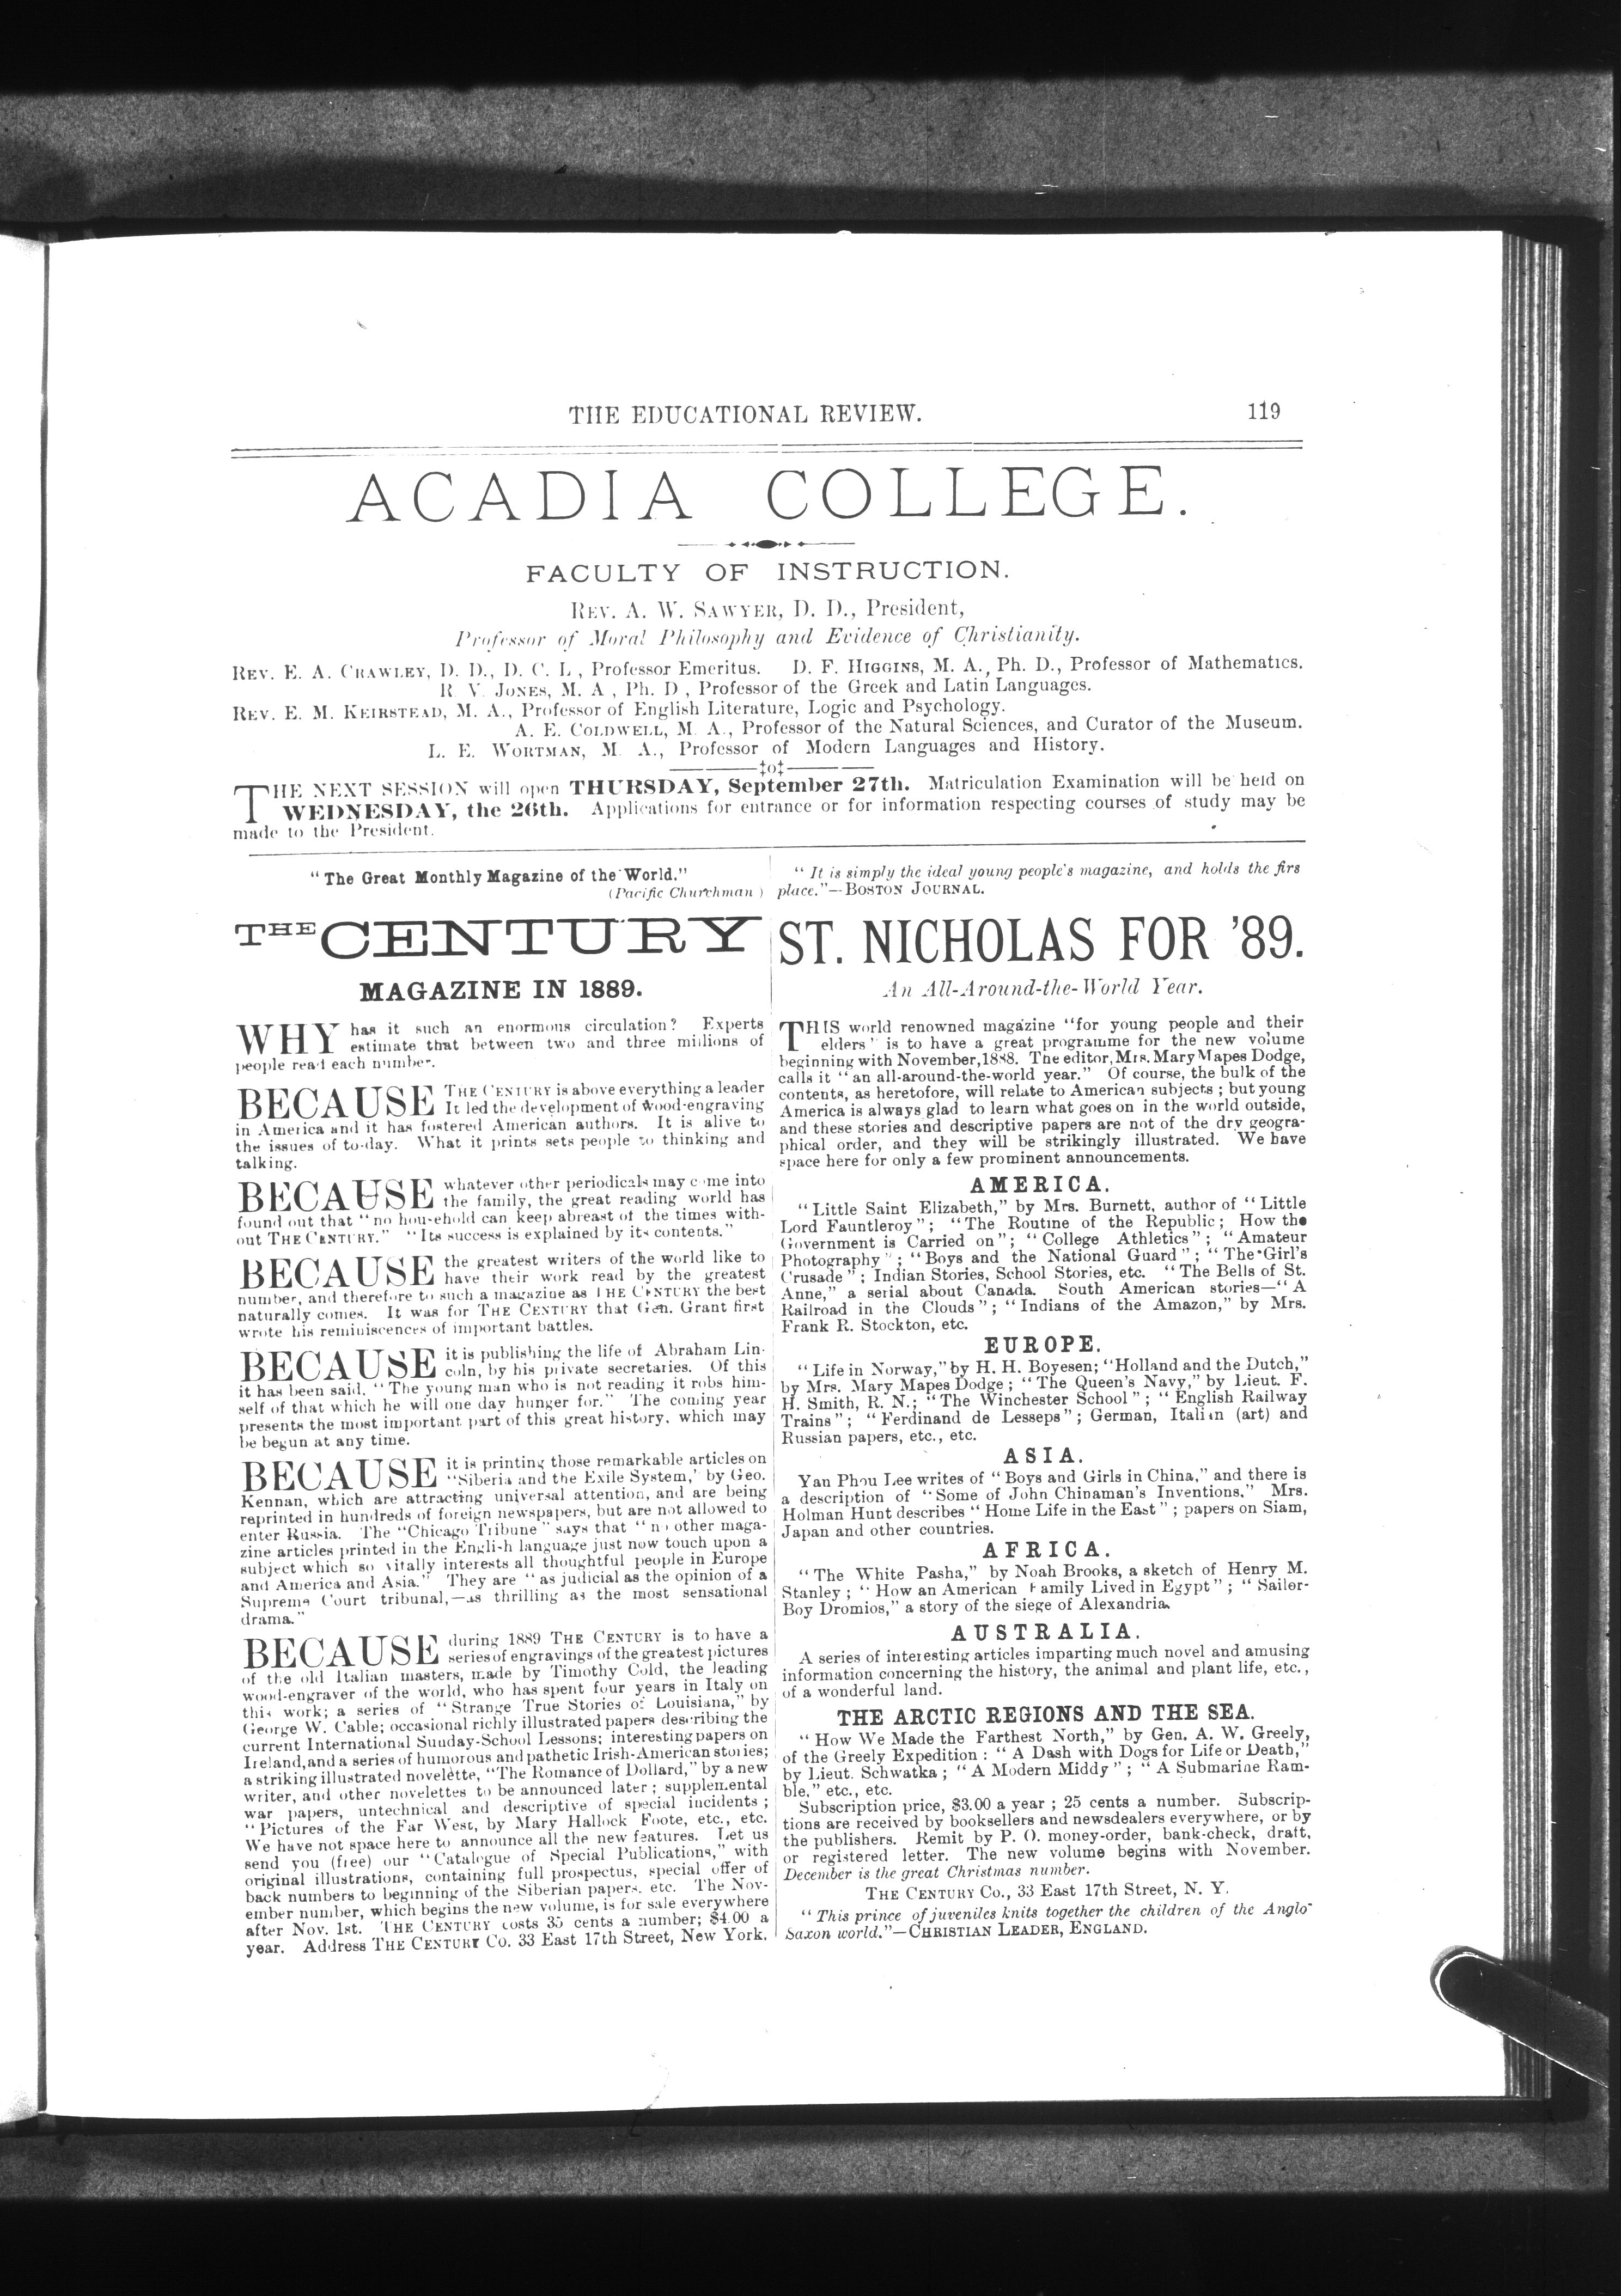 THE EDUCATIONAL REVIEW. 119
ACADIA COLLEGE.
FACULTY OF INSTRUCTION.
REV. A. W. SAWYER, D. D., President,
Professor of Moral Philosophy and Evidence of Christianity.
REV. E. A. CRAWLEY, D. D., D. C. L , Professor Emeritus. D. F. HIGGINS, M. A., Ph. D., Professor of Mathematics.
R V. JONES, M. A , Ph. D , Professor of the Greek and Latin Languages.
REV. E. M. KEIRSTEAD, M. A., Professor of English Literature, Logic and Psychology.
A. E. COLDWELL, M. A., Professor of the Natural Sciences, and Curator of the Museum.
L. E. WORTMAN, M. A., Professor of Modern Languages and History.
‡o‡
THE NEXT SESSION will open THURSDAY, September 27th. Matriculation Examination will be held on
WEDNESDAY, the 26th. Applications for entrance or for information respecting courses of study may be
made to the President.
"The Great Monthly Magazine of the World."
(Pacific Churchman )
THE CENTURY
MAGAZINE IN 1889.
WHY has it such an enormous circulation? Experts
estimate that between two and three millions of
people read each number.
BECAUSE THE CENTURY is above everything a leader
It led the development of wood-engraving
in America and it has fostered American authors. It is alive to
the issues of to-day. What it prints sets people to thinking and
talking.
BECAUSE whatever other periodicals may come into
the family, the great reading world has
found out that "no household can keep abreast of the times with-
out THE CENTURY." "Its success is explained by its contents."
BECAUSE the greatest writers of the world like to
have their work read by the greatest
number, and therefore to such a magazine as THE CENTURY the best
naturally comes. It was for THE CENTURY that Gen. Grant first
wrote his reminiscences of important battles.
BECAUSE it is publishing the life of Abraham Lin-
coln, by his private secretaries. Of this
it has been said, "The young man who is not reading it robs him-
self of that which he will one day hunger for." The coming year
presents the most important part of this great history, which may
be begun at any time.
BECAUSE it is printing those remarkable articles on
"Siberia and the Exile System,' by Geo.
Kennan, which are attracting universal attention, and are being
reprinted in hundreds of foreign newspapers, but are not allowed to
enter Russia. The "Chicago Tribune" says that "no other maga-
zine articles printed in the English language just now touch upon a
subject which so vitally interests all thoughtful people in Europe
and America and Asia." They are "as judicial as the opinion of a
Supreme Court tribunal,—as thrilling as the most sensational
drama."
BECAUSE during 1889 THE CENTURY is to have a
series of engravings of the greatest pictures
of the old Italian masters, made by Timothy Cold, the leading
wood-engraver of the world, who has spent four years in Italy on
this work; a series of "Strange True Stories of Louisiana," by
George W. Cable; occasional richly illustrated papers describing the
current International Sunday-School Lessons; interesting papers on
Ireland, and a series of humorous and pathetic Irish-American stories;
a striking illustrated novelette, "The Romance of Dollard," by a new
writer, and other novelettes to be announced later; supplemental
war papers, untechnical and descriptive of special incidents;
"Pictures of the Far West, by Mary Hallock Foote, etc., etc.
We have not space here to announce all the new features. Let us
send you (free) our "Catalogue of Special Publications," with
original illustrations, containing full prospectus, special offer of
back numbers to beginning of the Siberian papers, etc. The Nov-
ember number, which begins the new volume, is for sale everywhere
after Nov. 1st. THE CENTURY costs 35 cents a number; $4.00 a
year. Address THE CENTURY CO. 33 East 17th Street, New York.
"It is simply the ideal young people's magazine, and holds the firs
place."—BOSTON JOURNAL.
ST. NICHOLAS FOR '89.
An All-Around-the-World Year.
THIS world renowned magazine "for young people and their
elders" is to have a great programme for the new volume
beginning with November, 1888. The editor, Mrs. Mary Mapes Dodge,
calls it "an all-around-the-world year." Of course, the bulk of the
contents, as heretofore, will relate to American subjects; but young
America is always glad to learn what goes on in the world outside,
and these stories and descriptive papers are not of the dry geogra-
phical order, and they will be strikingly illustrated. We have
space here for only a few prominent announcements.
AMERICA.
"Little Saint Elizabeth," by Mrs. Burnett, author of "Little
Lord Fauntleroy"; "The Routine of the Republic; How the
Government is Carried on"; "College Athletics"; "Amateur
Photography"; "Boys and the National Guard"; "The Girl's
Crusade"; Indian Stories, School Stories, etc. "The Bells of St.
Anne," a serial about Canada. South American stories—"A
Railroad in the Clouds"; "Indians of the Amazon," by Mrs.
Frank R. Stockton, etc.
EUROPE.
"Life in Norway," by H. H. Boyesen; "Holland and the Dutch,"
by Mrs. Mary Mapes Dodge; "The Queen's Navy," by Lieut. F.
H. Smith, R. N.; "The Winchester School"; "English Railway
Trains"; "Ferdinand de Lesseps"; German, Italian (art) and
Russian papers, etc., etc.
ASIA.
Yan Phou Lee writes of "Boys and Girls in China," and there is
a description of "Some of John Chinaman's Inventions." Mrs.
Holman Hunt describes "Home Life in the East"; papers on Siam,
Japan and other countries.
AFRICA.
"The White Pasha," by Noah Brooks, a sketch of Henry M.
Stanley; "How an American Family Lived in Egypt"; "Sailor-
Boy Dromios," a story of the siege of Alexandria.
AUSTRALIA.
A series of interesting articles imparting much novel and amusing
information concerning the history, the animal and plant life, etc.,
of a wonderful land.
THE ARCTIC REGIONS AND THE SEA.
"How We Made the Farthest North," by Gen. A. W. Greely,
of the Greely Expedition: "A Dash with Dogs for Life or Death,"
by Lieut. Schwatka; "A Modern Middy"; "A Submarine Ram-
ble," etc., etc.
Subscription price, $3.00 a year; 25 cents a number. Subscrip-
tions are received by booksellers and newsdealers everywhere, or by
the publishers. Remit by P. O. money-order, bank-check, draft,
or registered letter. The new volume begins with November.
December is the great Christmas number.
THE CENTURY CO., 33 East 17th Street, N. Y.
"This prince of juveniles knits together the children of the Anglo-
Saxon world."—CHRISTIAN LEADER, ENGLAND.